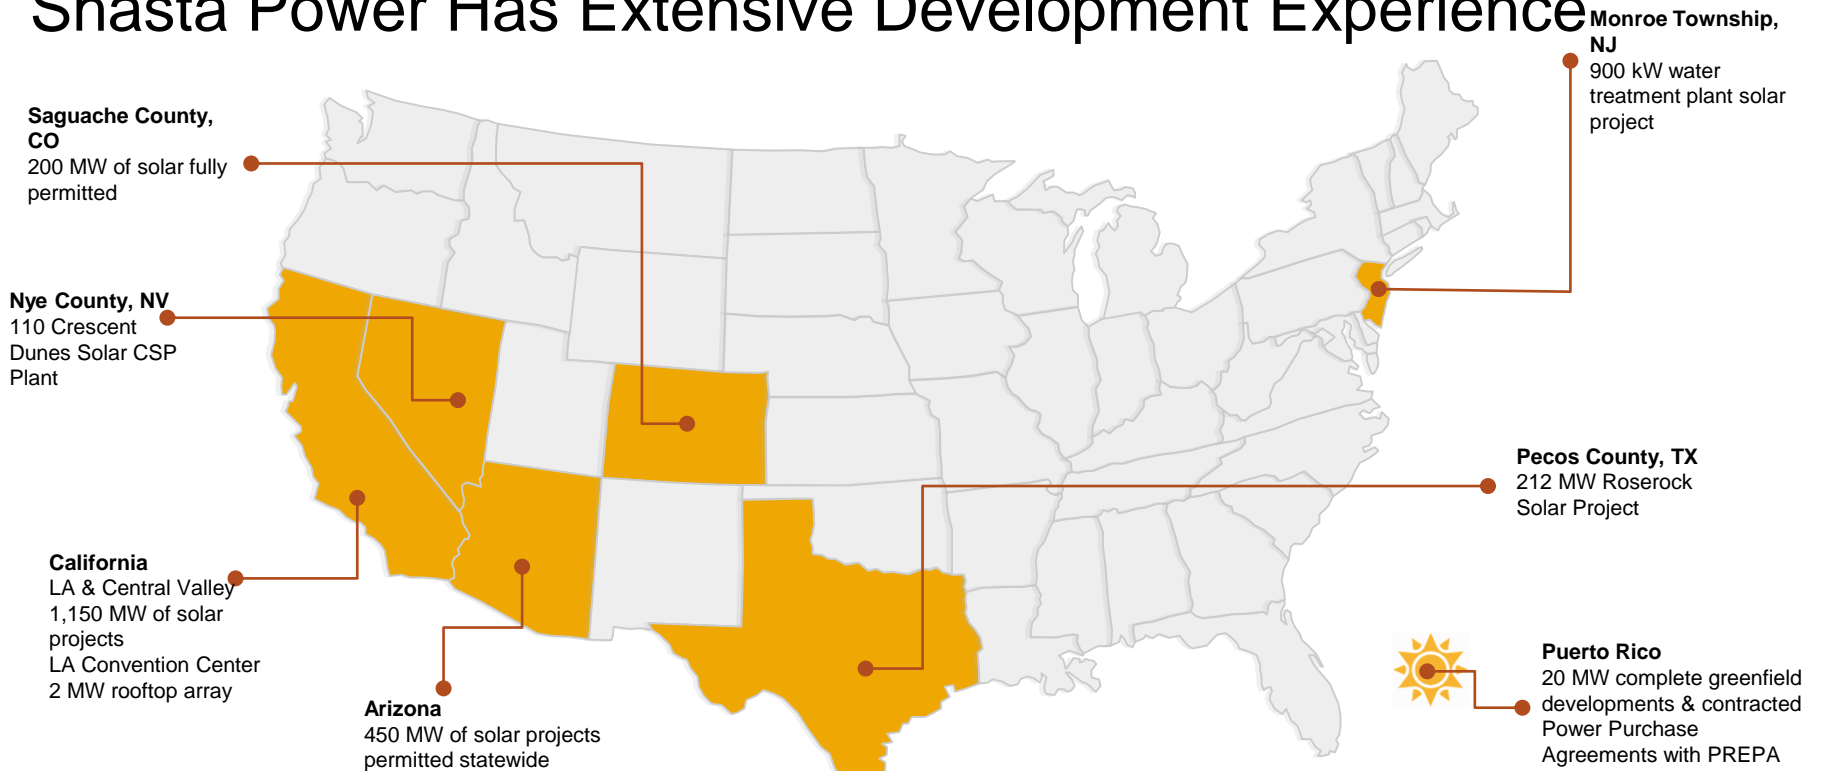 Shasta Power Has Extensive Development Experience
Monroe Township,
NJ
900 kW water
treatment plant solar
project
Saguache County,
CO
200 MW of solar fully
permitted
Nye County, NV
110 Crescent
Dunes Solar CSP
Plant
Pecos County, TX
212 MW Roserock
Solar Project
California
LA & Central Valley
1,150 MW of solar
projects
LA Convention Center
2 MW rooftop array
Arizona
450 MW of solar projects
permitted statewide
Puerto Rico
20 MW complete greenfield
developments & contracted
Power Purchase
Agreements with PREPA